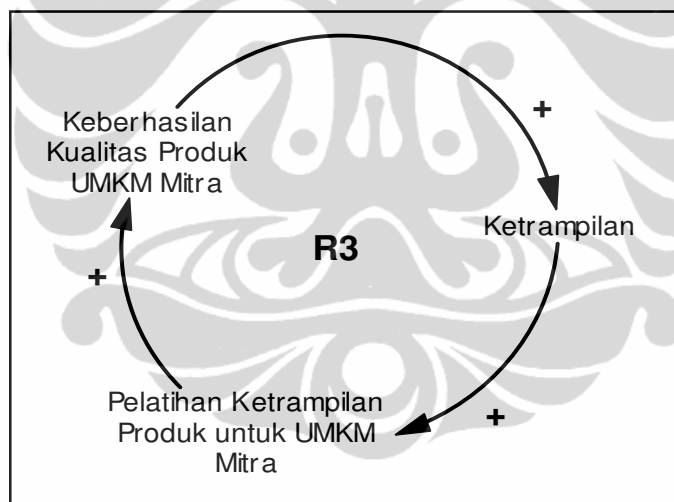 Keberhasilan
Kualitas Produk
UMKM Mitra
+
Ketrampilan
R3
+
Pelatihan Ketrampilan
Produk untuk UMKM
Mitra
+